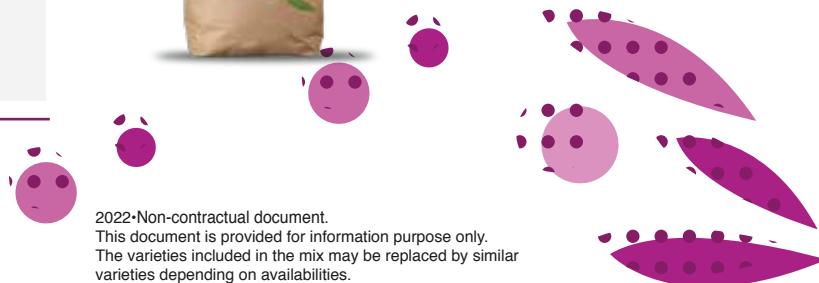 2022•Non-contractual document.
This document is provided for information purpose only.
The varieties included in the mix may be replaced by similar
varieties depending on availabilities.